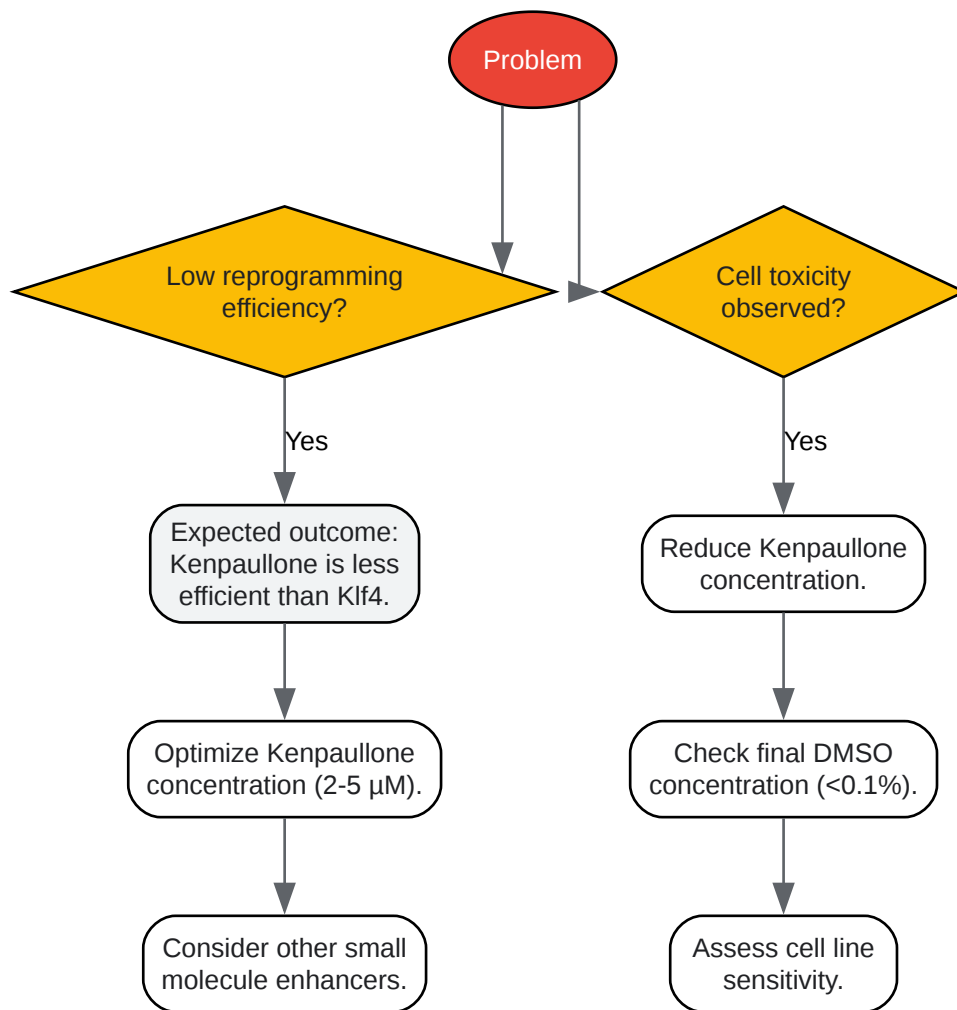 Problem
Low reprogramming
efficiency?
Cell toxicity
observed?
Yes
Yes
Expected outcome:
Kenpaullone is less
efficient than Klf4.
Reduce Kenpaullone
concentration.
Optimize Kenpaullone
concentration (2-5 µM).
Check final DMSO
concentration (<0.1%).
Consider other small
molecule enhancers.
Assess cell line
sensitivity.